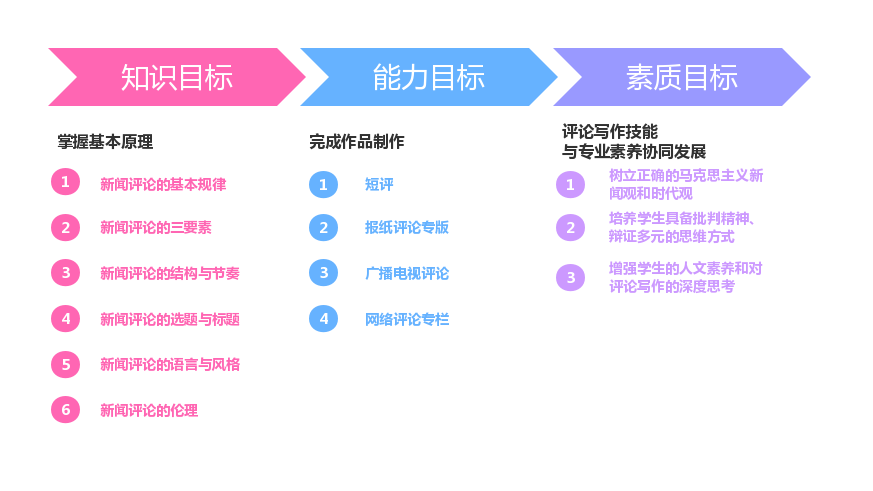 知识目标
能力目标
素质目标
掌握基本原理
1
新闻评论的基本规律
2
新闻评论的三要素
3
新闻评论的结构与节奏
4
新闻评论的选题与标题
5
新闻评论的语言与风格
6
新闻评论的伦理
完成作品制作
1
短评
2
报纸评论专版
3
广播电视评论
4
网络评论专栏
评论写作技能
与专业素养协同发展
1
树立正确的马克思主义新
闻观和时代观
2
培养学生具备批判精神、
辩证多元的思维方式
3
增强学生的人文素养和对
评论写作的深度思考